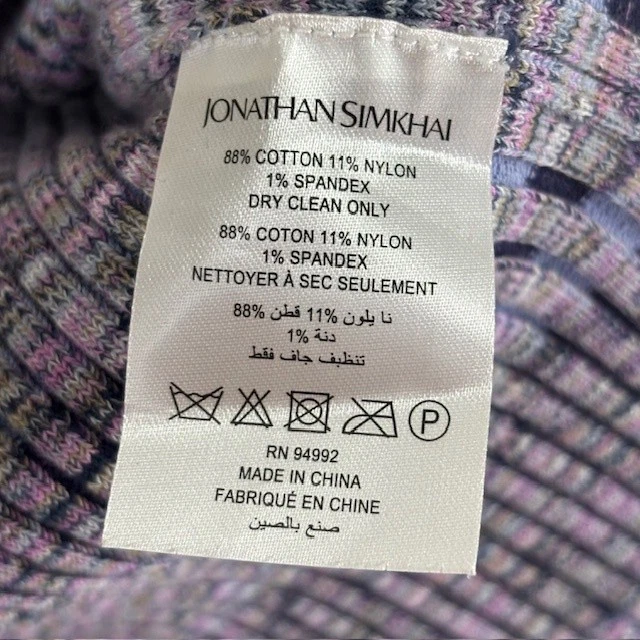 JONATHAN SIMKHAI
88% COTTON 11% NYLON
1% SPANDEX
DRY CLEAN ONLY
88% COTON 11% NYLON
1% SPANDEX
NETTOYER À SEC SEULEMENT
88% قطن 11% نا يلون
1% دنة
تنظيف جاف فقط
P
RN 94992
MADE IN CHINA
FABRIQUÉ EN CHINE
صنع بالصين